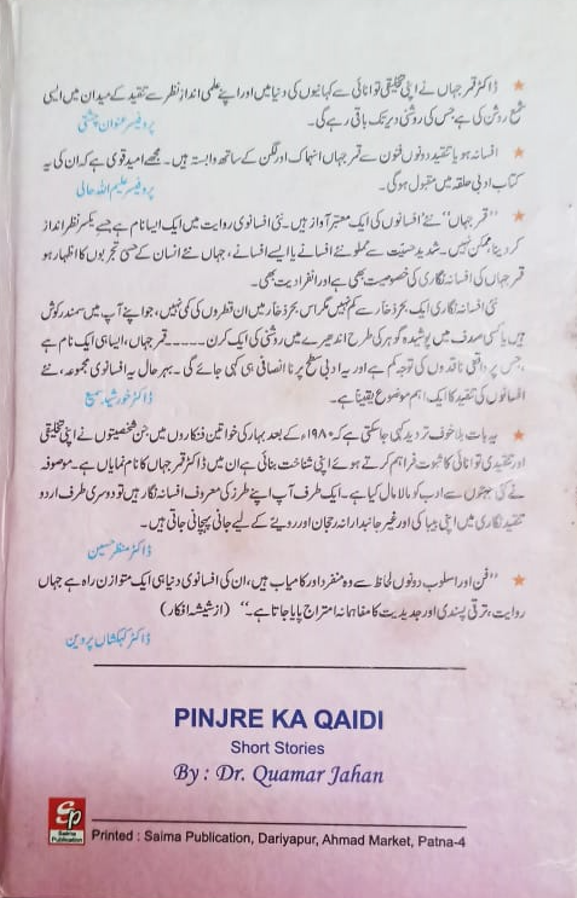 ★ ڈاکٹر قمر جہاں نے اپنی تخلیقی توانائی سے کہانیوں کی دنیا میں اور اپنے علمی اندازِ نظر سے تنقید کے میدان میں ایسی
شمع روشن کی ہے جس کی روشنی دیر تک باقی رہے گی۔
پروفیسر عنوان چشتی
★ افسانہ ہو یا تنقید دونوں فنون سے قمر جہاں انہماک اور لگن کے ساتھ وابستہ ہیں۔ مجھے امید قوی ہے کہ ان کی یہ
کتاب ادبی حلقہ میں مقبول ہوگی۔
پروفیسر علیم اللہ حالی
★ ”قمر جہاں“ نئے افسانوں کی ایک معتبر آواز ہیں۔ نئی افسانوی روایت میں ایک ایسا نام ہے جسے یکسر نظر انداز
کر دینا، ممکن نہیں۔ شدید حسیّت سے مملو نئے افسانے یا ایسے افسانے، جہاں نئے انسان کے حسی تجربوں کا اظہار ہو
قمر جہاں کی افسانہ نگاری کی خصوصیت بھی ہے اور انفرادیت بھی۔
نئی افسانہ نگاری ایک بحرِ ذخّار سے کم نہیں مگر اس بحرِ ذخّار میں ان قطروں کی کمی نہیں، جو اپنے آپ میں سمندر کوش
ہیں یا کسی صدف میں پوشیدہ گوہر کی طرح اندھیرے میں روشنی کی ایک کرن۔۔۔۔۔قمر جہاں، ایسا ہی ایک نام ہے
،جس پر واقعی ناقدوں کی توجہ کم ہے اور یہ ادبی سطح پر نا انصافی ہی کہی جائے گی۔ بہر حال یہ افسانوی مجموعہ، نئے
افسانوں کی تنقید کا ایک اہم موضوع یقیناً ہے۔
ڈاکٹر خورشید سمیع
★ یہ بات بلا خوف تردید کہی جا سکتی ہے کہ ۱۹۸۰ء کے بعد بہار کی خواتین فنکاروں میں جن شخصیتوں نے اپنی تخلیقی
اور تنقیدی توانائی کا ثبوت فراہم کرتے ہوئے اپنی شناخت بنائی ہے ان میں ڈاکٹر قمر جہاں کا نام نمایاں ہے۔ موصوفہ
نے کئی جہتوں سے ادب کو مالا مال کیا ہے۔ ایک طرف آپ اپنے طرز کی معروف افسانہ نگار ہیں تو دوسری طرف اردو
تنقید نگاری میں اپنی بیباکی اور غیر جانبدارانہ رجحان اور رویے کے لیے جانی پہچانی جاتی ہیں۔
ڈاکٹر منظر حسین
★ ”فن اور اسلوب دونوں لحاظ سے وہ منفرد اور کامیاب ہیں، ان کی افسانوی دنیا ہی ایک متوازن راہ ہے جہاں
روایت، ترقی پسندی اور جدیدیت کا مفاہمانہ امتزاج پایا جاتا ہے۔“ (از شیشۂ افکار)
ڈاکٹر کہکشاں پروین
PINJRE KA QAIDI
Short Stories
By : Dr. Quamar Jahan
SP
Saima
Publication
Printed : Saima Publication, Dariyapur, Ahmad Market, Patna-4